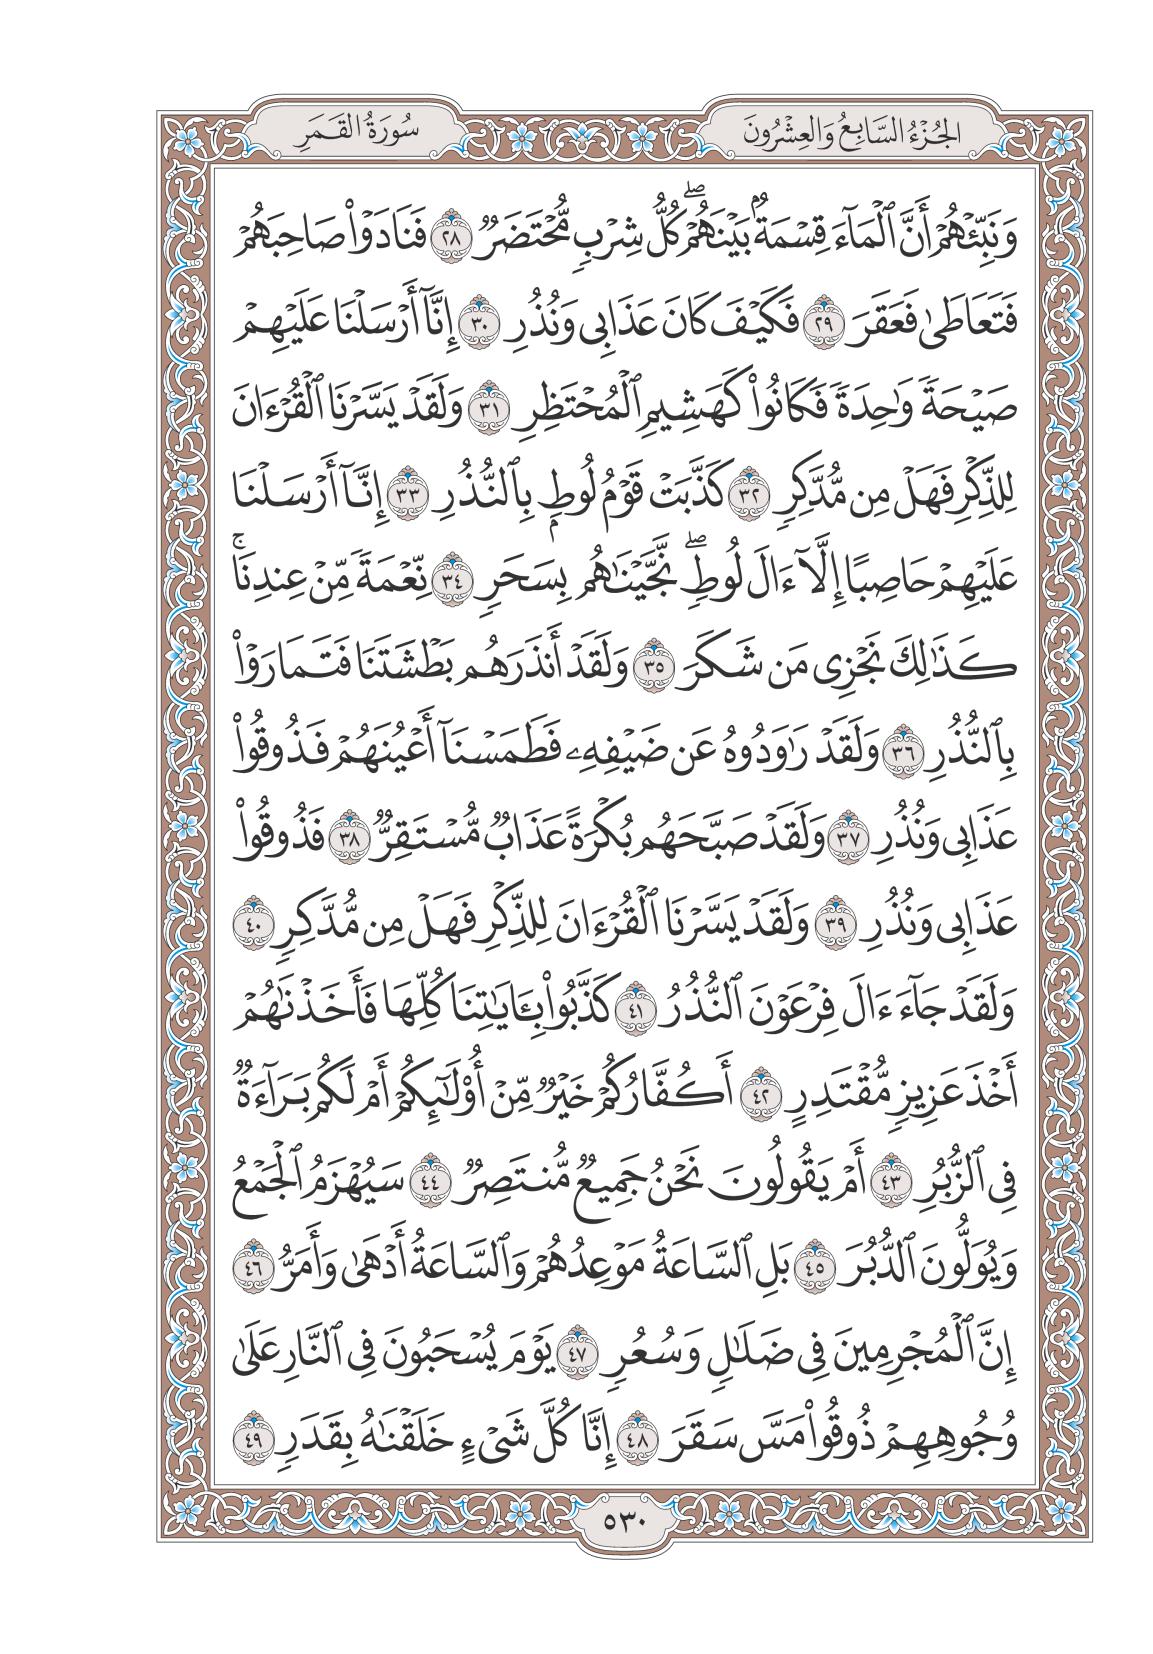 الجُزْءُ السَّابِعُ وَالعِشْرُونَ
سُورَةُ القَمَرِ
وَنَبِّئْهُمْ أَنَّ ٱلْمَآءَ قِسْمَةٌۢ بَيْنَهُمْۖ كُلُّ شِرْبٍ مُّحْتَضَرٌ ٢٨ فَنَادَوْا۟ صَاحِبَهُمْ
فَتَعَاطَىٰ فَعَقَرَ ٢٩ فَكَيْفَ كَانَ عَذَابِى وَنُذُرِ ٣٠ إِنَّآ أَرْسَلْنَا عَلَيْهِمْ
صَيْحَةً وَٰحِدَةً فَكَانُوا۟ كَهَشِيمِ ٱلْمُحْتَظِرِ ٣١ وَلَقَدْ يَسَّرْنَا ٱلْقُرْءَانَ
لِلذِّكْرِ فَهَلْ مِن مُّدَّكِرٍ ٣٢ كَذَّبَتْ قَوْمُ لُوطٍۭ بِٱلنُّذُرِ ٣٣ إِنَّآ أَرْسَلْنَا
عَلَيْهِمْ حَاصِبًا إِلَّآ ءَالَ لُوطٍۖ نَّجَّيْنَٰهُم بِسَحَرٍ ٣٤ نِّعْمَةً مِّنْ عِندِنَاۚ
كَذَٰلِكَ نَجْزِى مَن شَكَرَ ٣٥ وَلَقَدْ أَنذَرَهُم بَطْشَتَنَا فَتَمَارَوْا۟
بِٱلنُّذُرِ ٣٦ وَلَقَدْ رَٰوَدُوهُ عَن ضَيْفِهِۦ فَطَمَسْنَآ أَعْيُنَهُمْ فَذُوقُوا۟
عَذَابِى وَنُذُرِ ٣٧ وَلَقَدْ صَبَّحَهُم بُكْرَةً عَذَابٌ مُّسْتَقِرٌّ ٣٨ فَذُوقُوا۟
عَذَابِى وَنُذُرِ ٣٩ وَلَقَدْ يَسَّرْنَا ٱلْقُرْءَانَ لِلذِّكْرِ فَهَلْ مِن مُّدَّكِرٍ ٤٠
وَلَقَدْ جَآءَ ءَالَ فِرْعَوْنَ ٱلنُّذُرُ ٤١ كَذَّبُوا۟ بِـَٔايَٰتِنَا كُلِّهَا فَأَخَذْنَٰهُمْ
أَخْذَ عَزِيزٍ مُّقْتَدِرٍ ٤٢ أَكُفَّارُكُمْ خَيْرٌ مِّنْ أُو۟لَٰٓئِكُمْ أَمْ لَكُم بَرَآءَةٌ
فِى ٱلزُّبُرِ ٤٣ أَمْ يَقُولُونَ نَحْنُ جَمِيعٌ مُّنتَصِرٌ ٤٤ سَيُهْزَمُ ٱلْجَمْعُ
وَيُوَلُّونَ ٱلدُّبُرَ ٤٥ بَلِ ٱلسَّاعَةُ مَوْعِدُهُمْ وَٱلسَّاعَةُ أَدْهَىٰ وَأَمَرُّ ٤٦
إِنَّ ٱلْمُجْرِمِينَ فِى ضَلَٰلٍ وَسُعُرٍ ٤٧ يَوْمَ يُسْحَبُونَ فِى ٱلنَّارِ عَلَىٰ
وُجُوهِهِمْ ذُوقُوا۟ مَسَّ سَقَرَ ٤٨ إِنَّا كُلَّ شَىْءٍ خَلَقْنَٰهُ بِقَدَرٍ ٤٩
٥٣٠